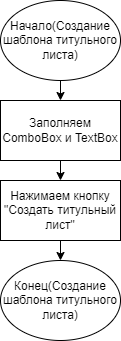 Начало(Создание
шаблона титульного
листа)
Заполняем
ComboBox и TextBox
Нажимаем кнопку
"Создать титульный
лист"
Конец(Создание
шаблона титульного
листа)